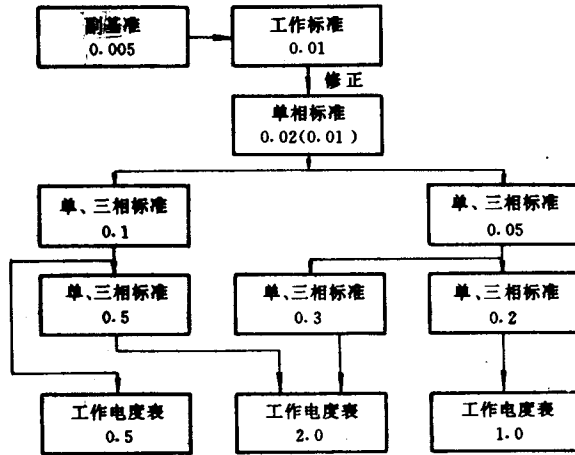 副基准
0.005
工作标准
0.01
修正
单相标准
0.02(0.01)
单、三相标准
0.1
单、三相标准
0.05
单、三相标准
0.5
单、三相标准
0.3
单、三相标准
0.2
工作电度表
0.5
工作电度表
2.0
工作电度表
1.0